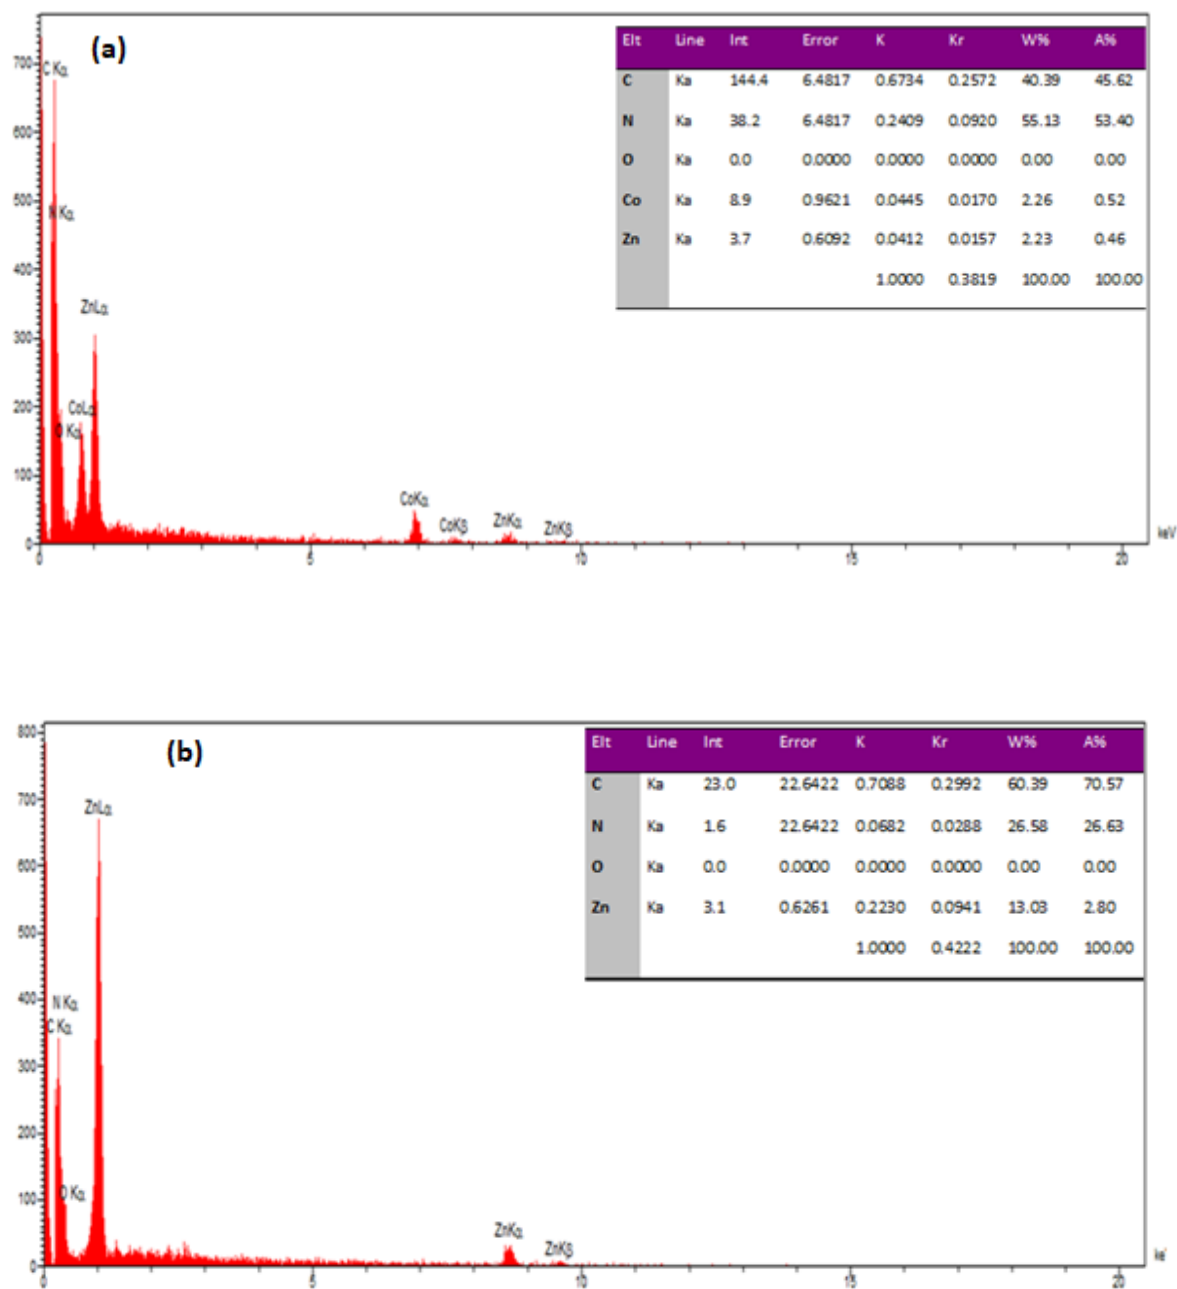 (a)
Elt Line Int Error K Kr W% A%
C Ka 144.4 6.4817 0.6734 0.2572 40.39 45.62
N Ka 38.2 6.4817 0.2409 0.0920 55.13 53.40
O Ka 0.0 0.0000 0.0000 0.0000 0.00 0.00
Co Ka 8.9 0.9621 0.0445 0.0170 2.26 0.52
Zn Ka 3.7 0.6092 0.0412 0.0157 2.23 0.46
1.0000 0.3819 100.00 100.00
700
600
500
400
300
200
100
0
C Kα
N Kα
ZnLα
CoLα
O Kα
CoKα
CoKβ
ZnKα
ZnKβ
0 5 10 15 20
keV
(b)
Elt Line Int Error K Kr W% A%
C Ka 23.0 22.6422 0.7088 0.2992 60.39 70.57
N Ka 1.6 22.6422 0.0682 0.0288 26.58 26.63
O Ka 0.0 0.0000 0.0000 0.0000 0.00 0.00
Zn Ka 3.1 0.6261 0.2230 0.0941 13.03 2.80
1.0000 0.4222 100.00 100.00
800
700
600
500
400
300
200
100
0
ZnLα
N Kα
C Kα
O Kα
ZnKα
ZnKβ
0 5 10 15 20
ke